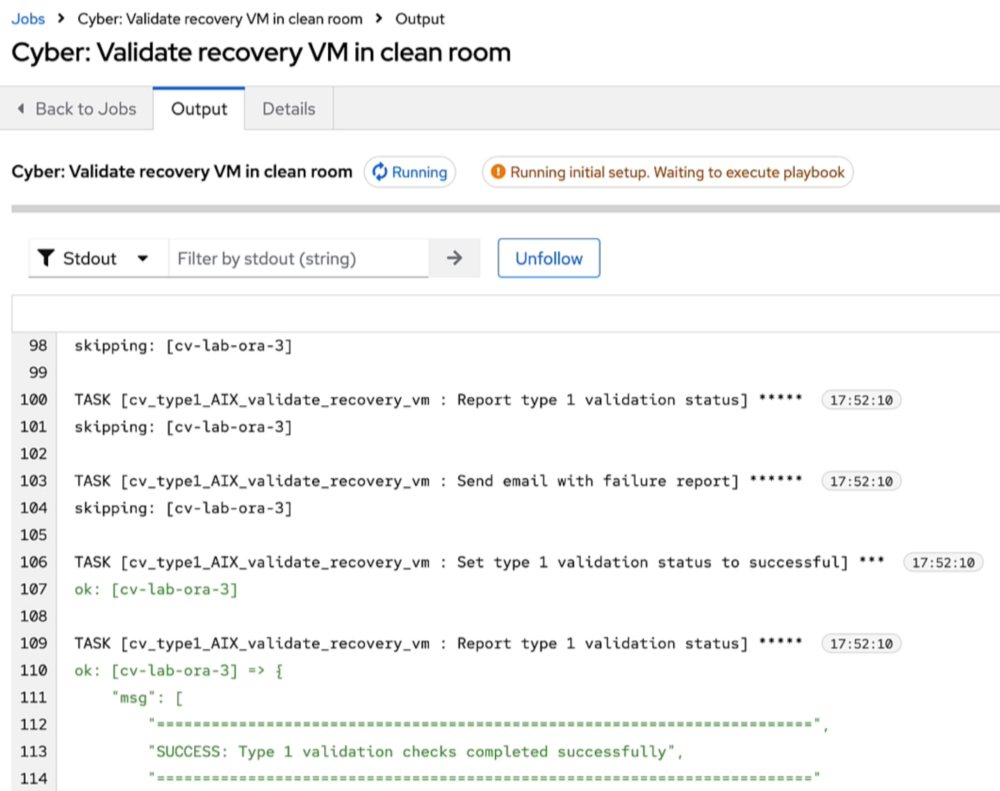 Jobs > Cyber: Validate recovery VM in clean room > Output
Cyber: Validate recovery VM in clean room
Back to Jobs Output Details
Cyber: Validate recovery VM in clean room Running Running initial setup. Waiting to execute playbook
Stdout Filter by stdout (string) → Unfollow
98 skipping: [cv-lab-ora-3]
99
100 TASK [cv_type1_AIX_validate_recovery_vm : Report type 1 validation status] ***** 17:52:10
101 skipping: [cv-lab-ora-3]
102
103 TASK [cv_type1_AIX_validate_recovery_vm : Send email with failure report] ****** 17:52:10
104 skipping: [cv-lab-ora-3]
105
106 TASK [cv_type1_AIX_validate_recovery_vm : Set type 1 validation status to successful] *** 17:52:10
107 ok: [cv-lab-ora-3]
108
109 TASK [cv_type1_AIX_validate_recovery_vm : Report type 1 validation status] ***** 17:52:10
110 ok: [cv-lab-ora-3] => {
111 "msg": [
112 "========================================================================",
113 "SUCCESS: Type 1 validation checks completed successfully",
114 "========================================================================"